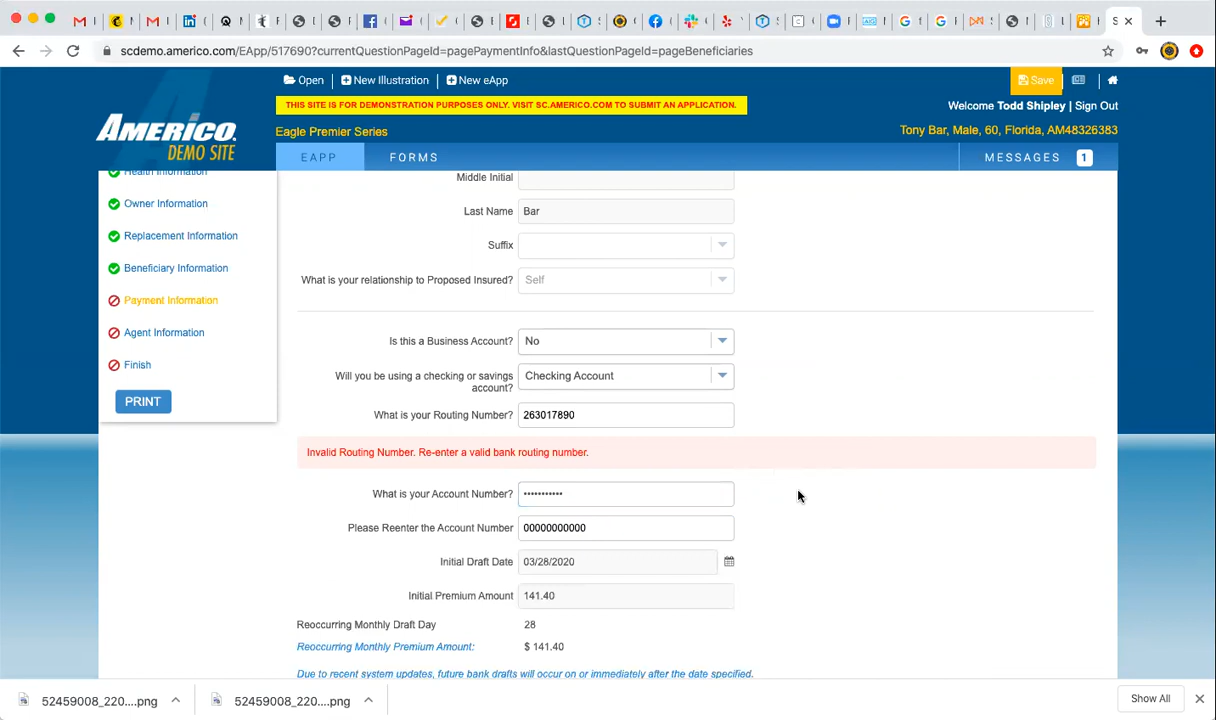 S
scdemo.americo.com/EApp/517690?currentQuestionPageId=pagePaymentInfo&lastQuestionPageId=pageBeneficiaries
Open New Illustration New eApp Save
THIS SITE IS FOR DEMONSTRATION PURPOSES ONLY. VISIT SC.AMERICO.COM TO SUBMIT AN APPLICATION.
Welcome Todd Shipley | Sign Out
AMERICO
DEMO SITE
Eagle Premier Series
Tony Bar, Male, 60, Florida, AM48326383
EAPP FORMS MESSAGES 1
Health Information
Owner Information
Replacement Information
Beneficiary Information
Payment Information
Agent Information
Finish
PRINT
Middle Initial
Last Name Bar
Suffix
What is your relationship to Proposed Insured? Self
Is this a Business Account? No
Will you be using a checking or savings
account? Checking Account
What is your Routing Number? 263017890
Invalid Routing Number. Re-enter a valid bank routing number.
What is your Account Number? •••••••••••
Please Reenter the Account Number 00000000000
Initial Draft Date 03/28/2020
Initial Premium Amount 141.40
Reoccurring Monthly Draft Day 28
Reoccurring Monthly Premium Amount: $ 141.40
Due to recent system updates, future bank drafts will occur on or immediately after the date specified.
52459008_220....png 52459008_220....png Show All